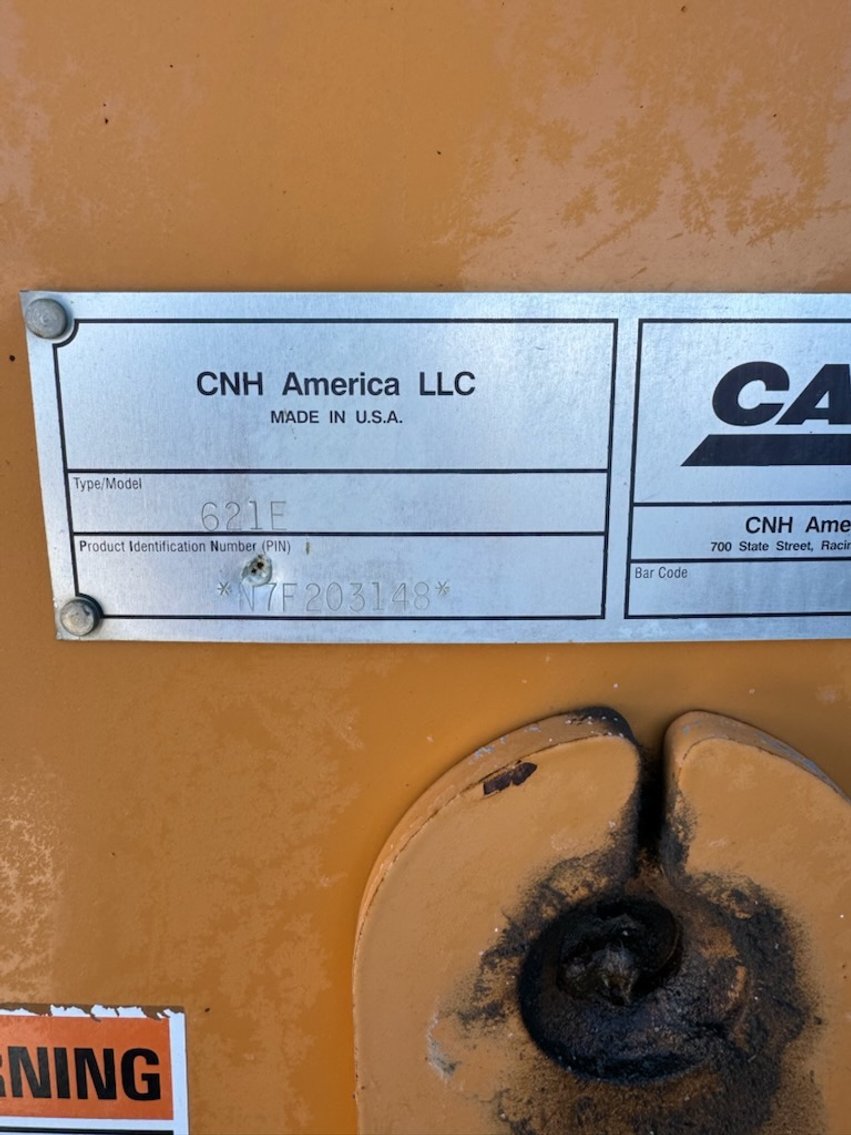 CNH America LLC
MADE IN U.S.A.
Type/Model
621E
Product Identification Number (PIN)
*N7F203148*
CA
CNH Ame
700 State Street, Racin
Bar Code
RNING